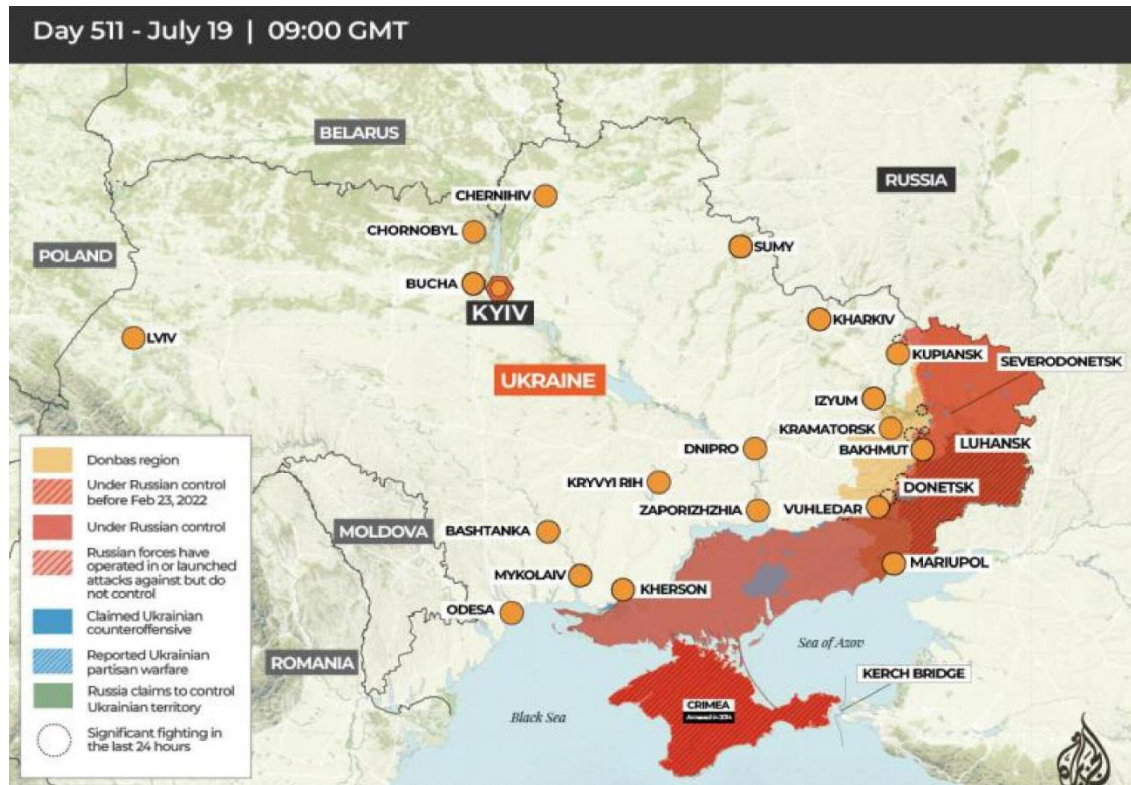 Day 511 - July 19 | 09:00 GMT
BELARUS
RUSSIA
CHERNIHIV
CHORNOBYL
SUMY
POLAND
BUCHA
KYIV
LVIV
KHARKIV
KUPIANSK
SEVERODONETSK
UKRAINE
IZYUM
KRAMATORSK
DNIPRO
BAKHMUT
LUHANSK
KRYVYI RIH
DONETSK
ZAPORIZHZHIA
VUHLEDAR
MOLDOVA
BASHTANKA
MARIUPOL
MYKOLAIV
KHERSON
ODESA
Sea of Azov
ROMANIA
KERCH BRIDGE
CRIMEA
Annexed in 2014
Black Sea
Donbas region
Under Russian control
before Feb 23, 2022
Under Russian control
Russian forces have
operated in or launched
attacks against but do
not control
Claimed Ukrainian
counteroffensive
Reported Ukrainian
partisan warfare
Russia claims to control
Ukrainian territory
Significant fighting in
the last 24 hours